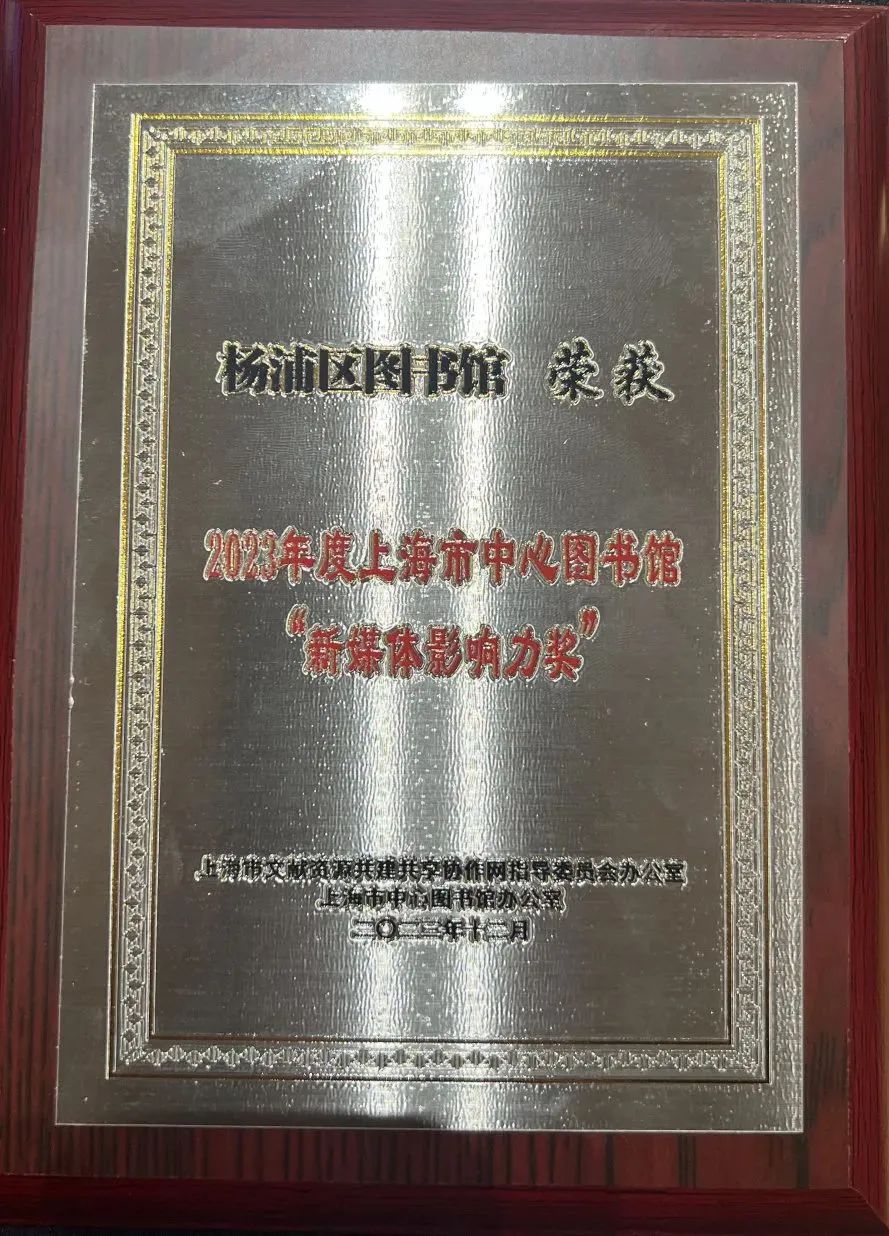 杨浦区图书馆 荣获
2023年度上海市中心图书馆
“新媒体影响力奖”
上海市文献资源共建共享协作网指导委员会办公室
上海市中心图书馆办公室
二〇二三年十二月